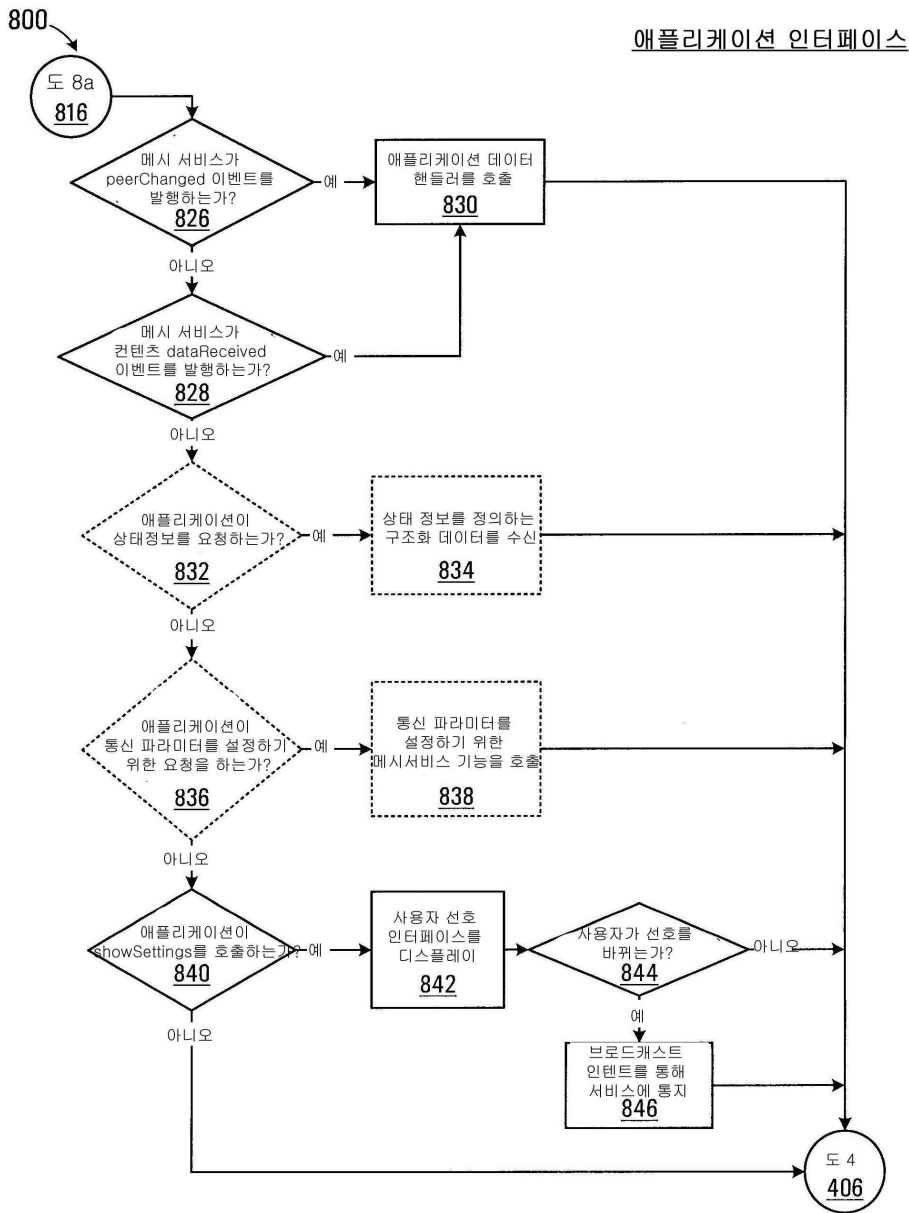 800
애플리케이션 인터페이스
도 8a
816
메시 서비스가
peerChanged 이벤트를
발행하는가?
826
예
애플리케이션 데이터
핸들러를 호출
830
아니오
메시 서비스가
컨텐츠 dataReceived
이벤트를 발행하는가?
828
예
아니오
애플리케이션이
상태정보를 요청하는가?
832
예
상태 정보를 정의하는
구조화 데이터를 수신
834
아니오
애플리케이션이
통신 파라미터를 설정하기
위한 요청을 하는가?
836
예
통신 파라미터를
설정하기 위한
메시서비스 기능을 호출
838
아니오
애플리케이션이
showSettings를 호출하는가?
840
예
사용자 선호
인터페이스를
디스플레이
842
사용자가 선호를
바뀌는가?
844
아니오
아니오
예
브로드캐스트
인텐트를 통해
서비스에 통지
846
도 4
406